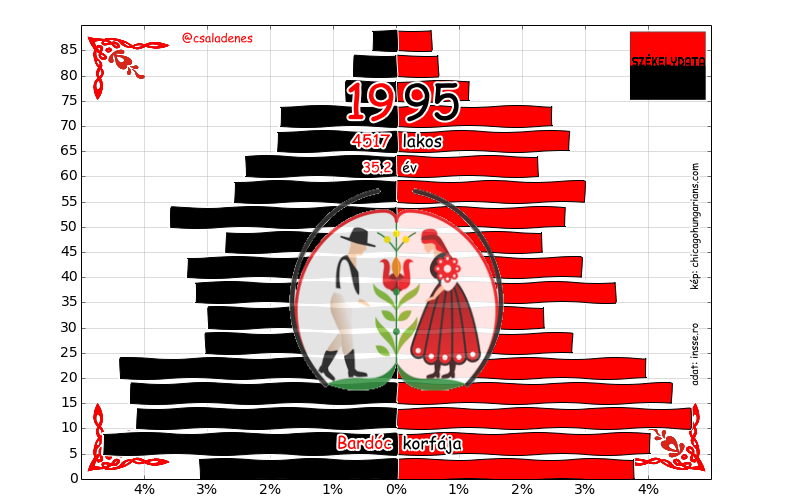 @csaladenes
SZÉKELYDATA
1995
4517 lakos
35.2 év
Bardóc korfája
kép: chicagohungarians.com
adat: insse.ro
85
80
75
70
65
60
55
50
45
40
35
30
25
20
15
10
5
0
4% 3% 2% 1% 0% 1% 2% 3% 4%